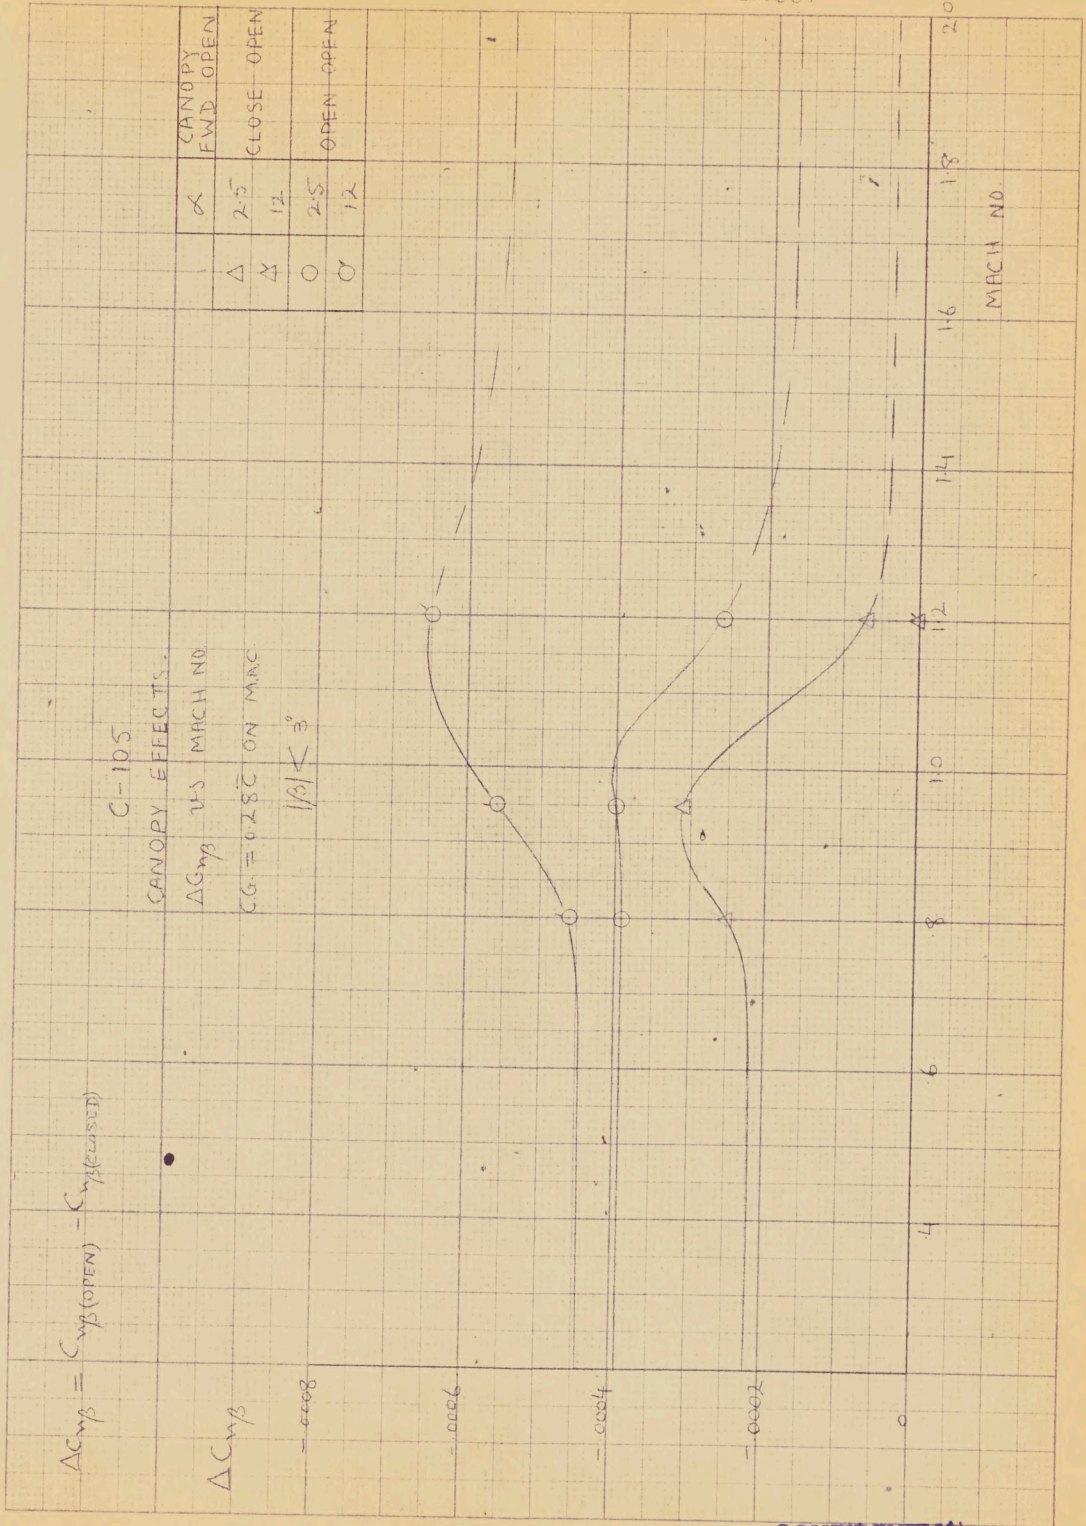 ΔCnβ = Cnβ(OPEN) - Cnβ(CLOSED)
C-105
CANOPY EFFECTS.
ΔCnβ VS MACH NO
C.G. = 0.28C̄ ON M.A.C
|β| < 3°
α CANOPY
FWD OPEN
Δ 2.5
CLOSE OPEN
12
O 2.5
OPEN OPEN
12
ΔCnβ
-.0008
-.0006
-.0004
-.0002
0
.4
.6
.8
1.0
1.2
1.4
1.6
1.8
2.0
MACH NO